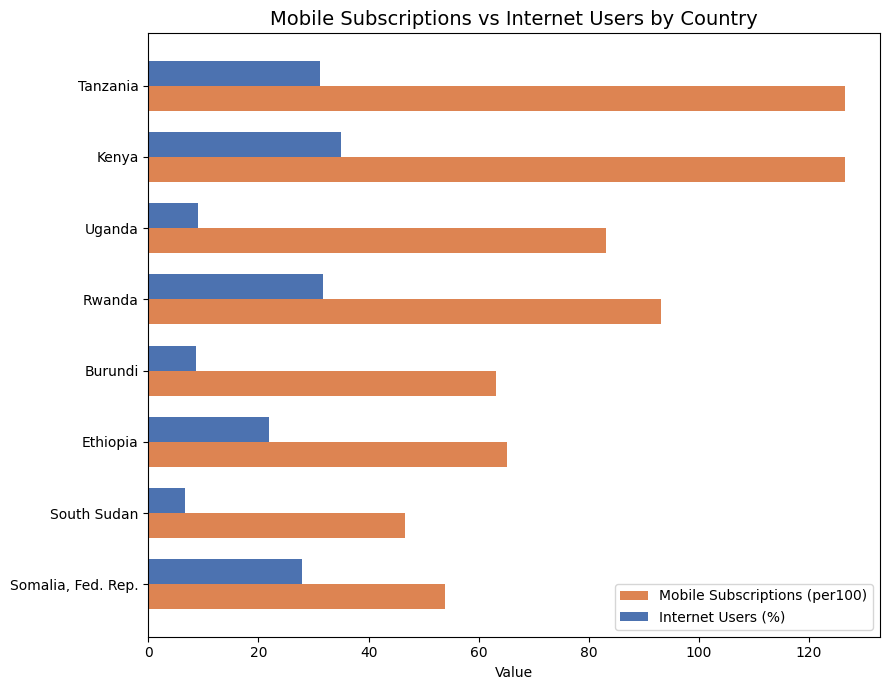 Mobile Subscriptions vs Internet Users by Country
Tanzania
Kenya
Uganda
Rwanda
Burundi
Ethiopia
South Sudan
Somalia, Fed. Rep.
Mobile Subscriptions (per100)
Internet Users (%)
0 20 40 60 80 100 120
Value